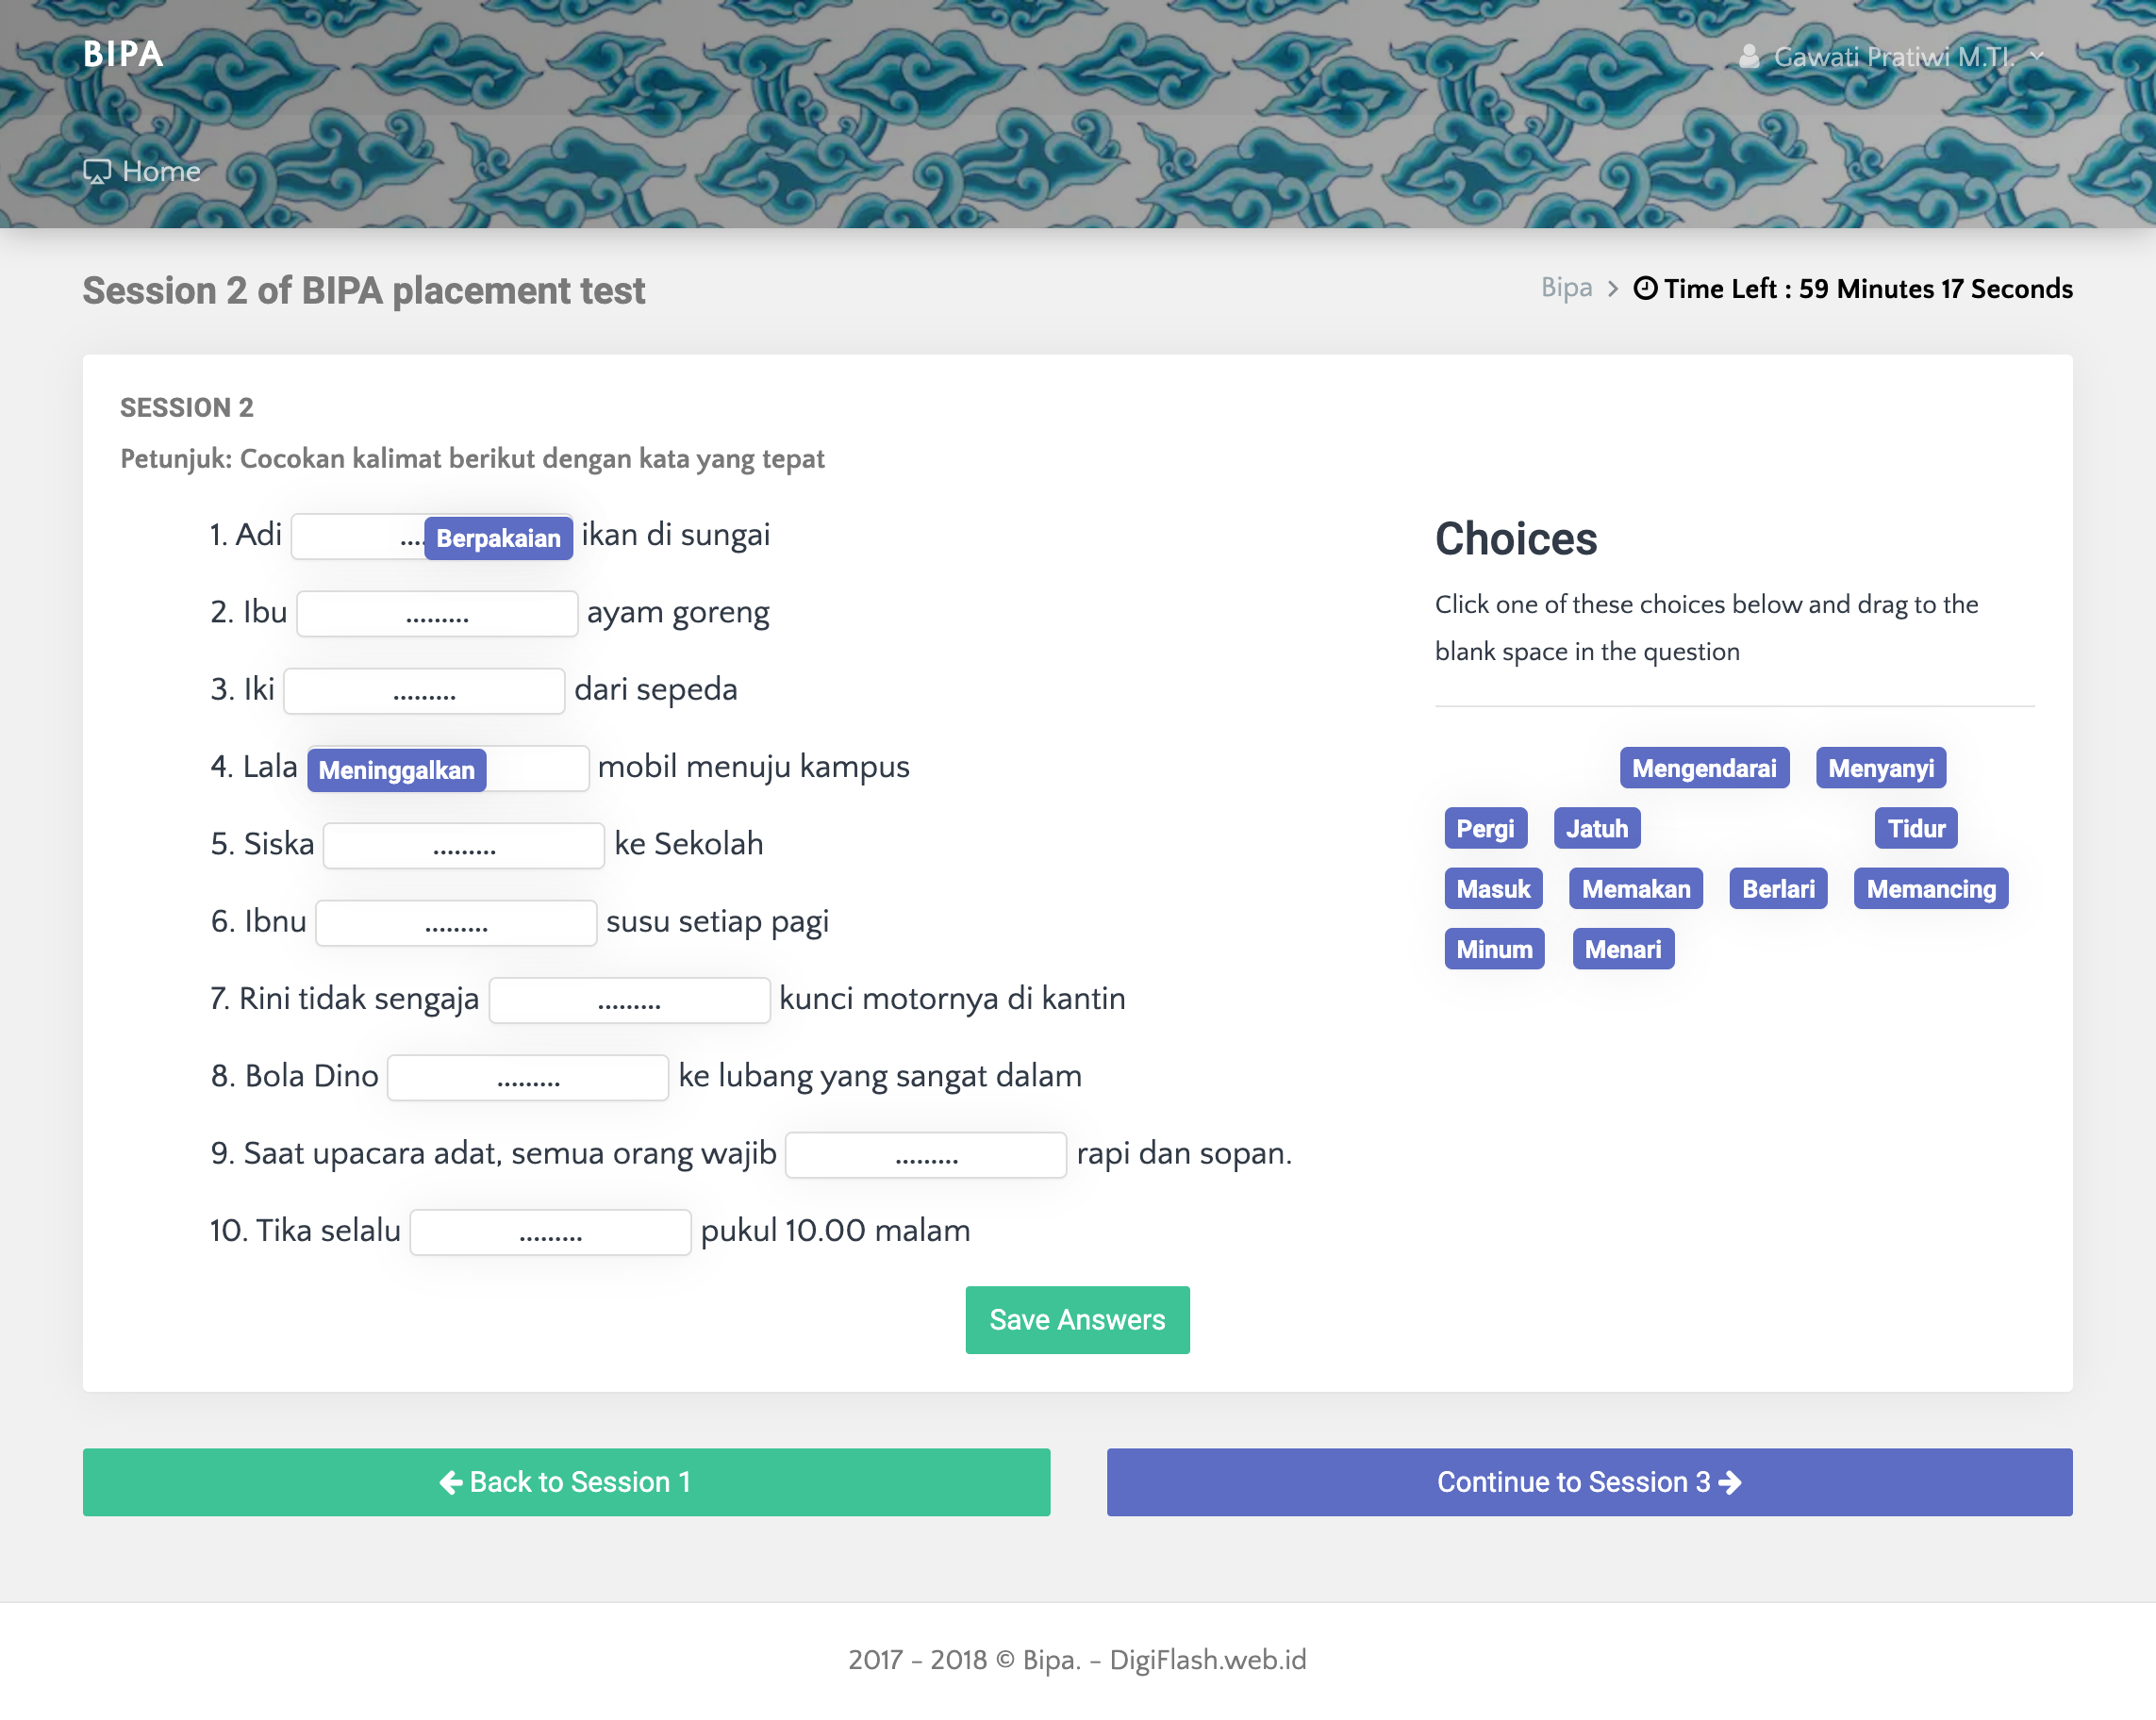 BIPA
Gawati Pratiwi M.TI.
Home
Session 2 of BIPA placement test
Bipa > Time Left : 59 Minutes 17 Seconds
SESSION 2
Petunjuk: Cocokan kalimat berikut dengan kata yang tepat
1. Adi .... Berpakaian ikan di sungai
2. Ibu ......... ayam goreng
3. Iki ......... dari sepeda
4. Lala Meninggalkan mobil menuju kampus
5. Siska ......... ke Sekolah
6. Ibnu ......... susu setiap pagi
7. Rini tidak sengaja ......... kunci motornya di kantin
8. Bola Dino ......... ke lubang yang sangat dalam
9. Saat upacara adat, semua orang wajib ......... rapi dan sopan.
10. Tika selalu ......... pukul 10.00 malam
Choices
Click one of these choices below and drag to the
blank space in the question
Mengendarai Menyanyi
Pergi Jatuh Tidur
Masuk Memakan Berlari Memancing
Minum Menari
Save Answers
Back to Session 1
Continue to Session 3
2017 - 2018 © Bipa. - DigiFlash.web.id